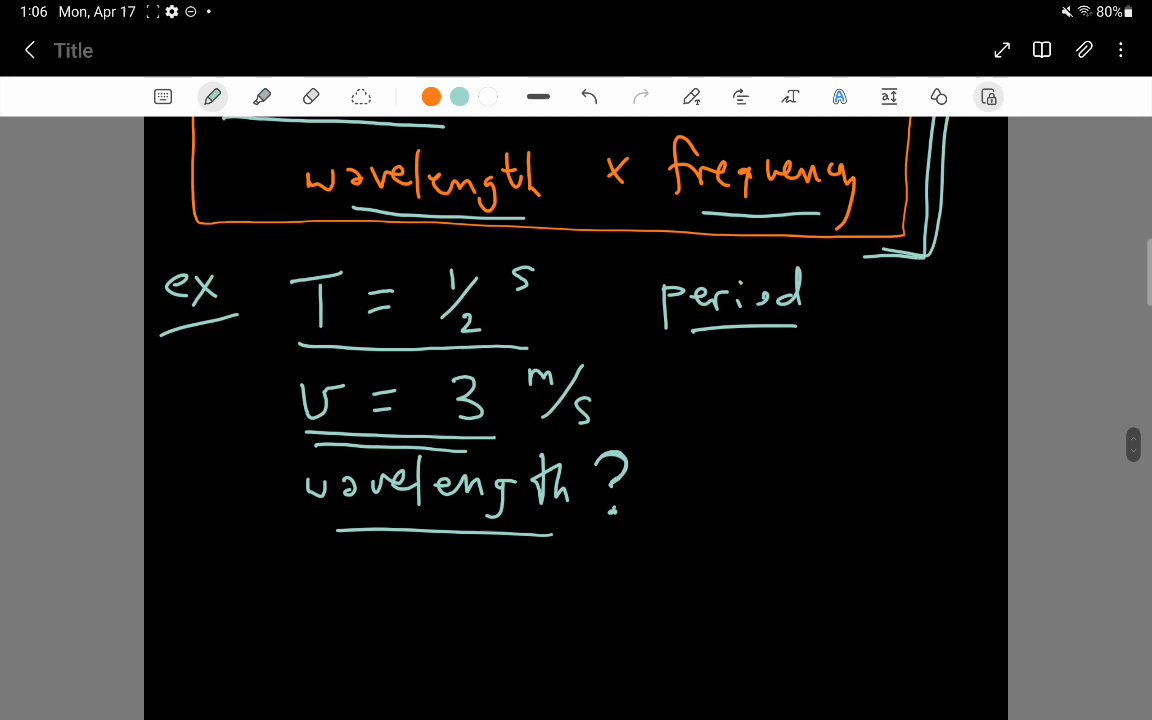 1:06 Mon, Apr 17 80%
Title
wavelength x frequency
ex T = 1/2 s period
v = 3 m/s
wavelength?